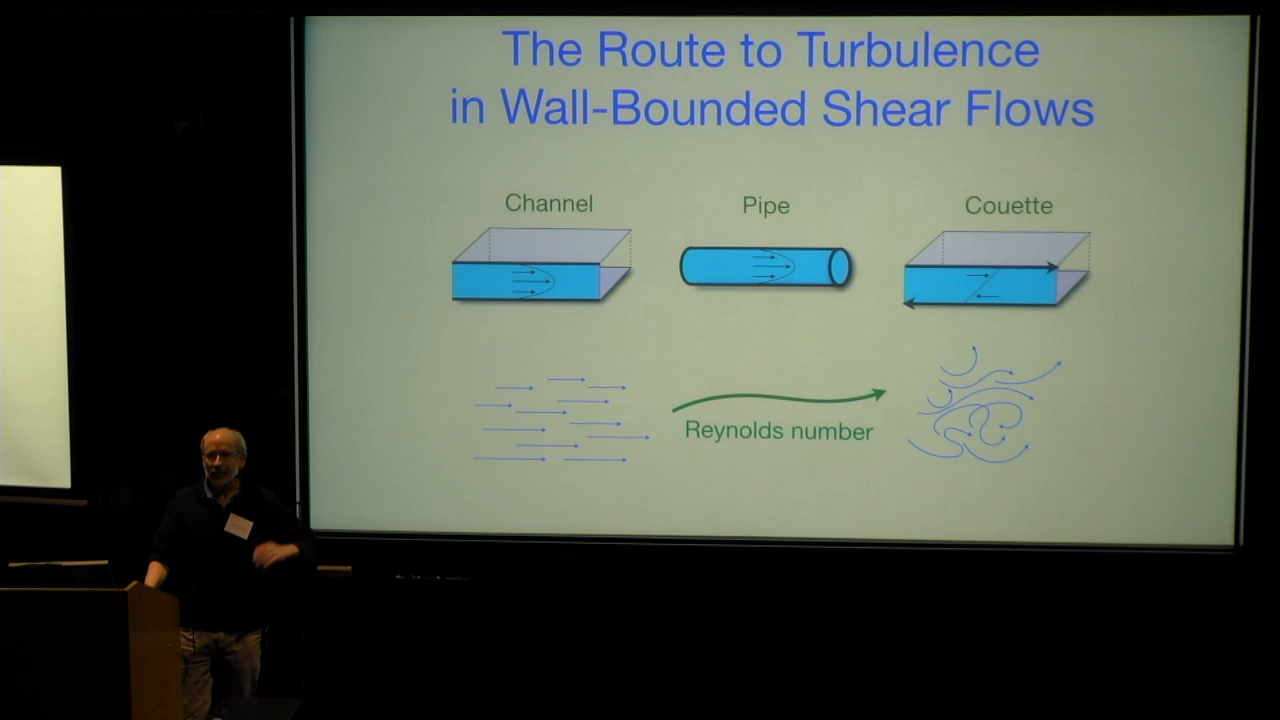 The Route to Turbulence
in Wall-Bounded Shear Flows
Channel
Pipe
Couette
Reynolds number